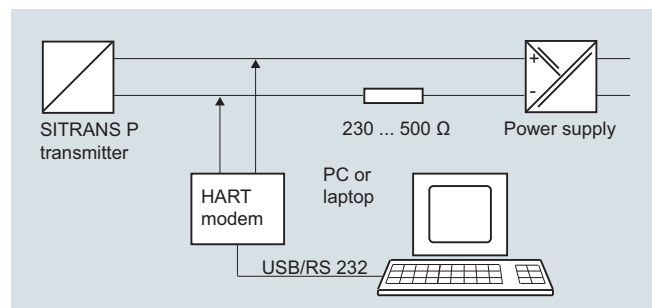 +
-
SITRANS P
transmitter
230 ... 500 Ω
Power supply
PC or
laptop
HART
modem
USB/RS 232